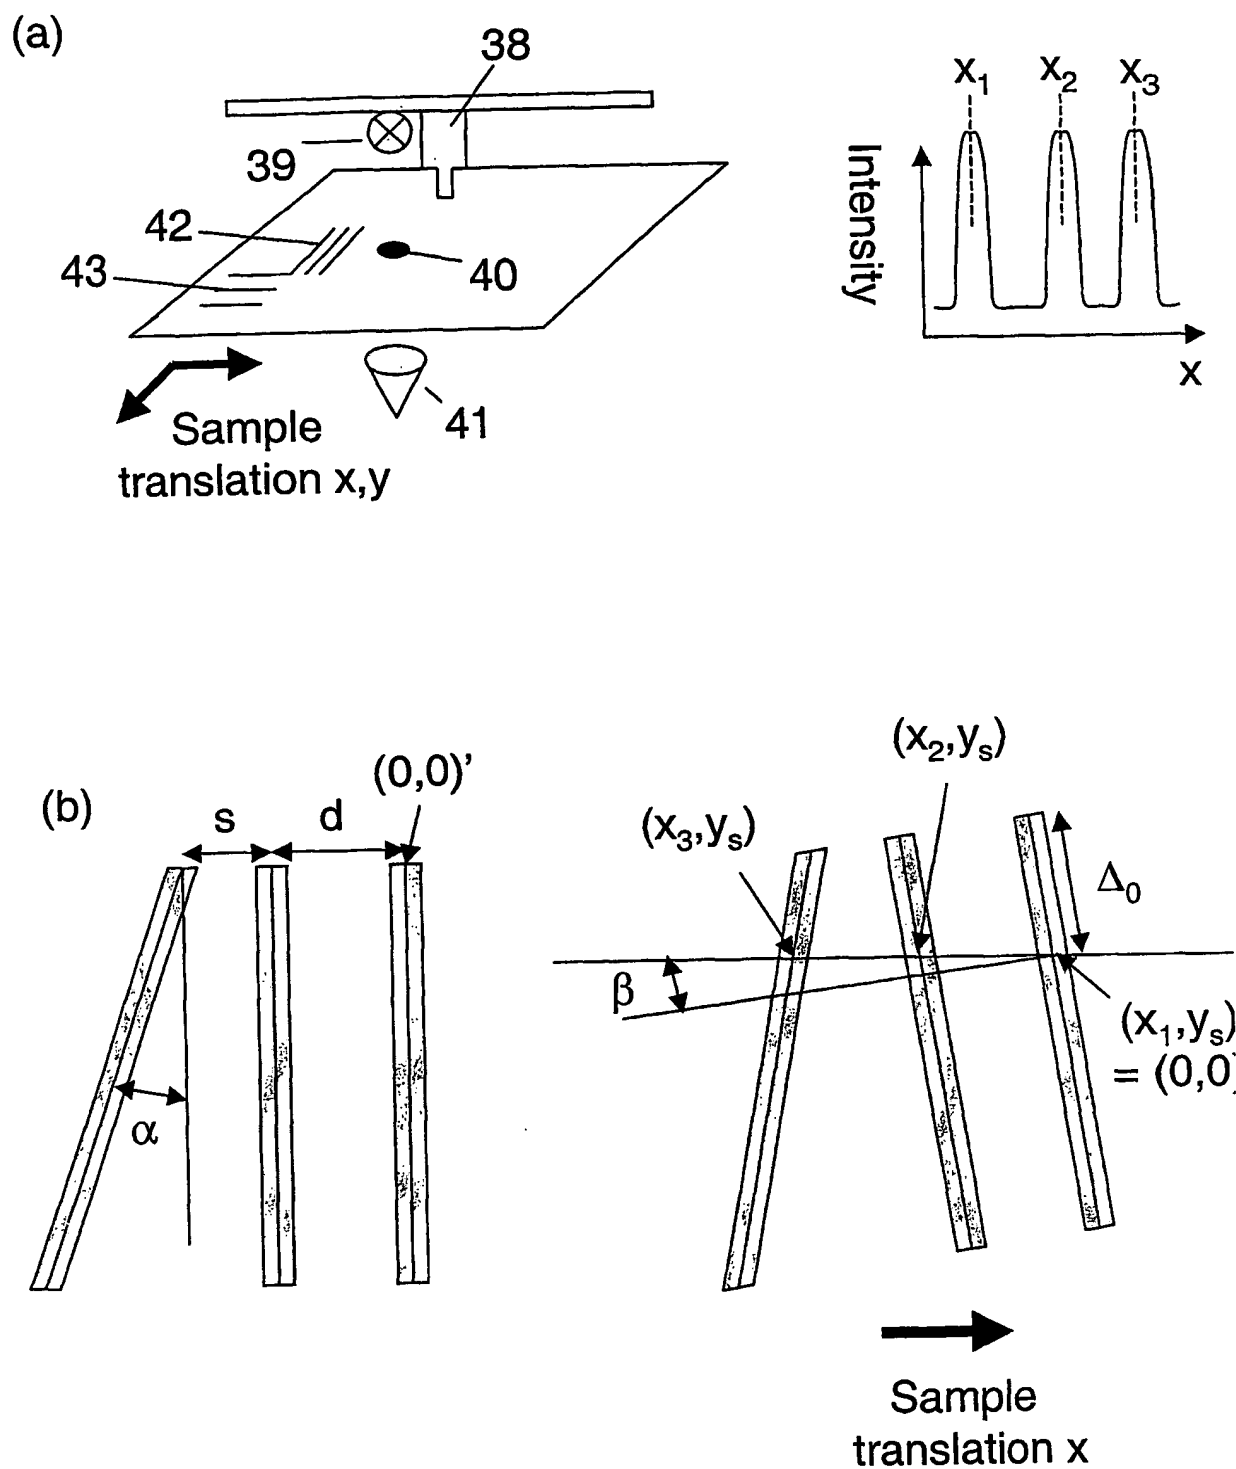 (a)
38
39
42
43
40
41
Sample
translation x,y
x₁ x₂ x₃
Intensity
x
(b)
s
d
(0,0)’
α
(x₃,yₛ)
(x₂,yₛ)
Δ₀
β
(x₁,yₛ)
= (0,0)
Sample
translation x